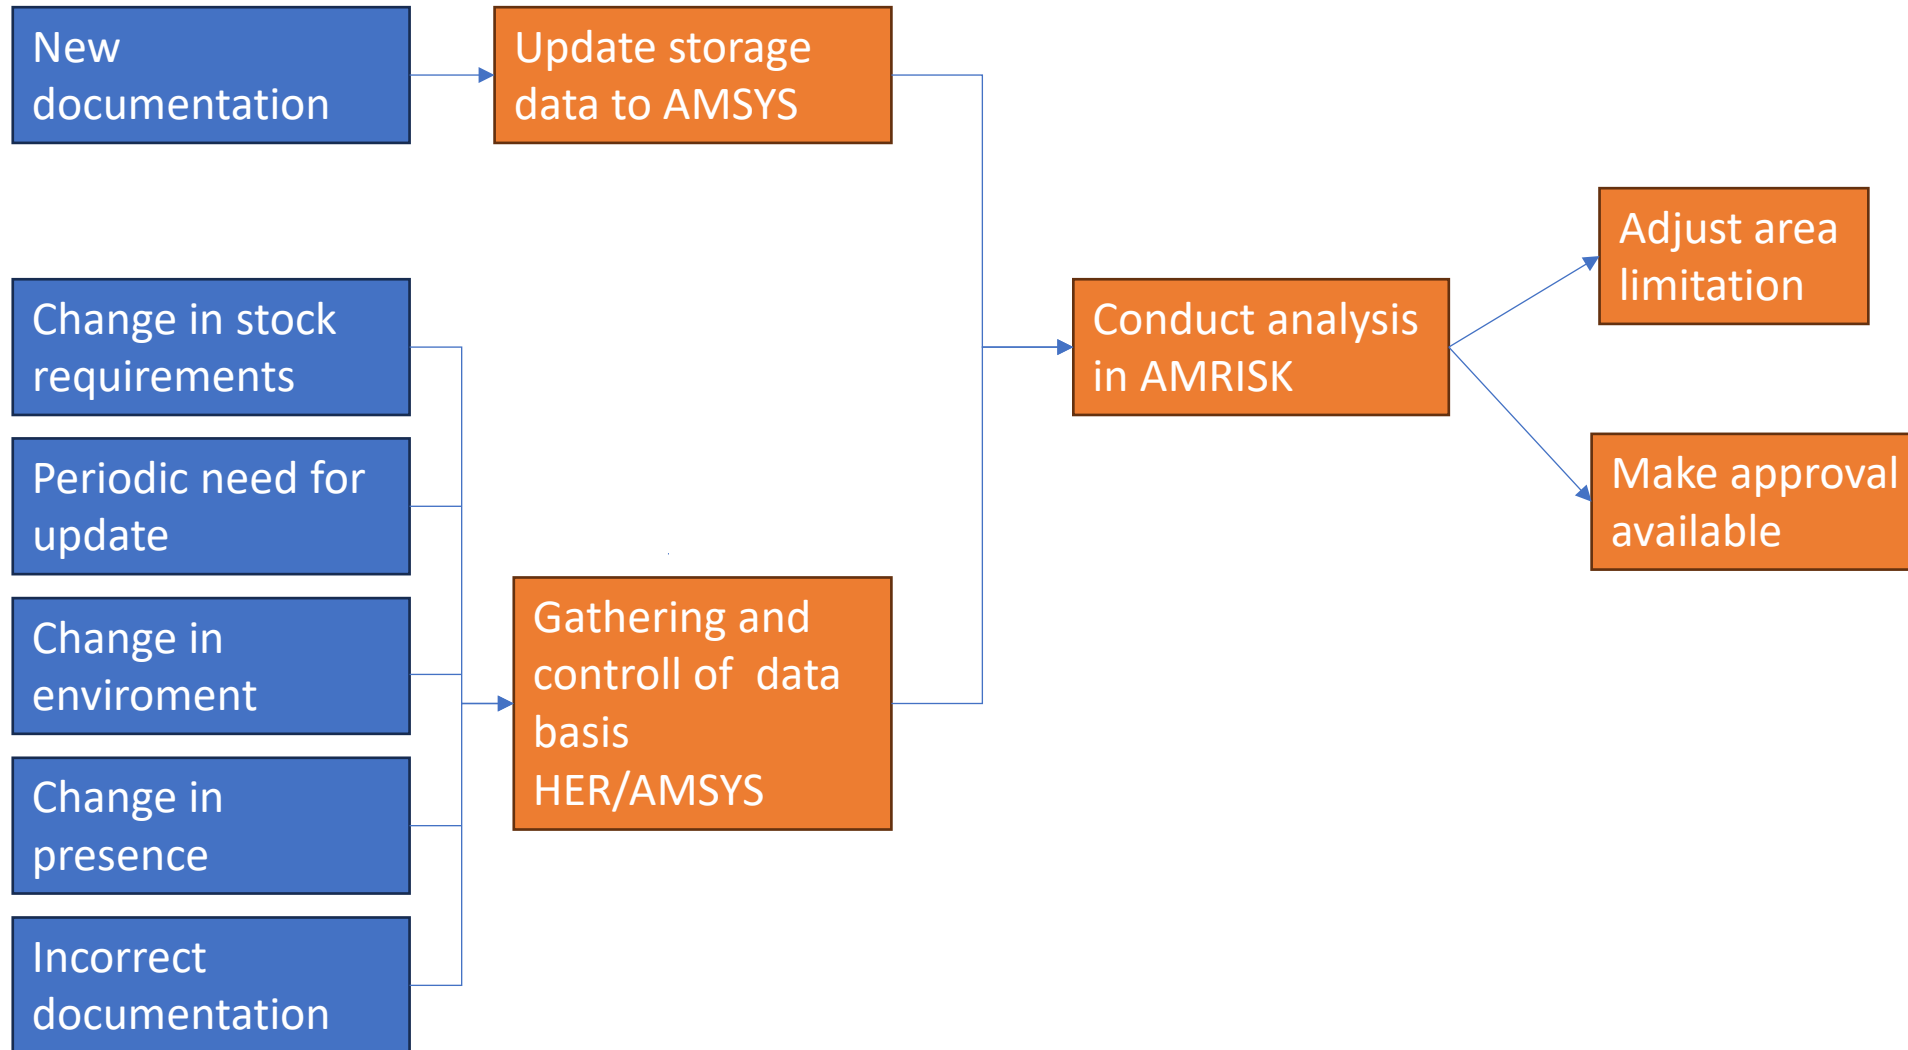 New
documentation
Update storage
data to AMSYS
Change in stock
requirements
Periodic need for
update
Change in
enviroment
Change in
presence
Incorrect
documentation
Gathering and
controll of  data
basis
HER/AMSYS
Conduct analysis
in AMRISK
Adjust area
limitation
Make approval
available